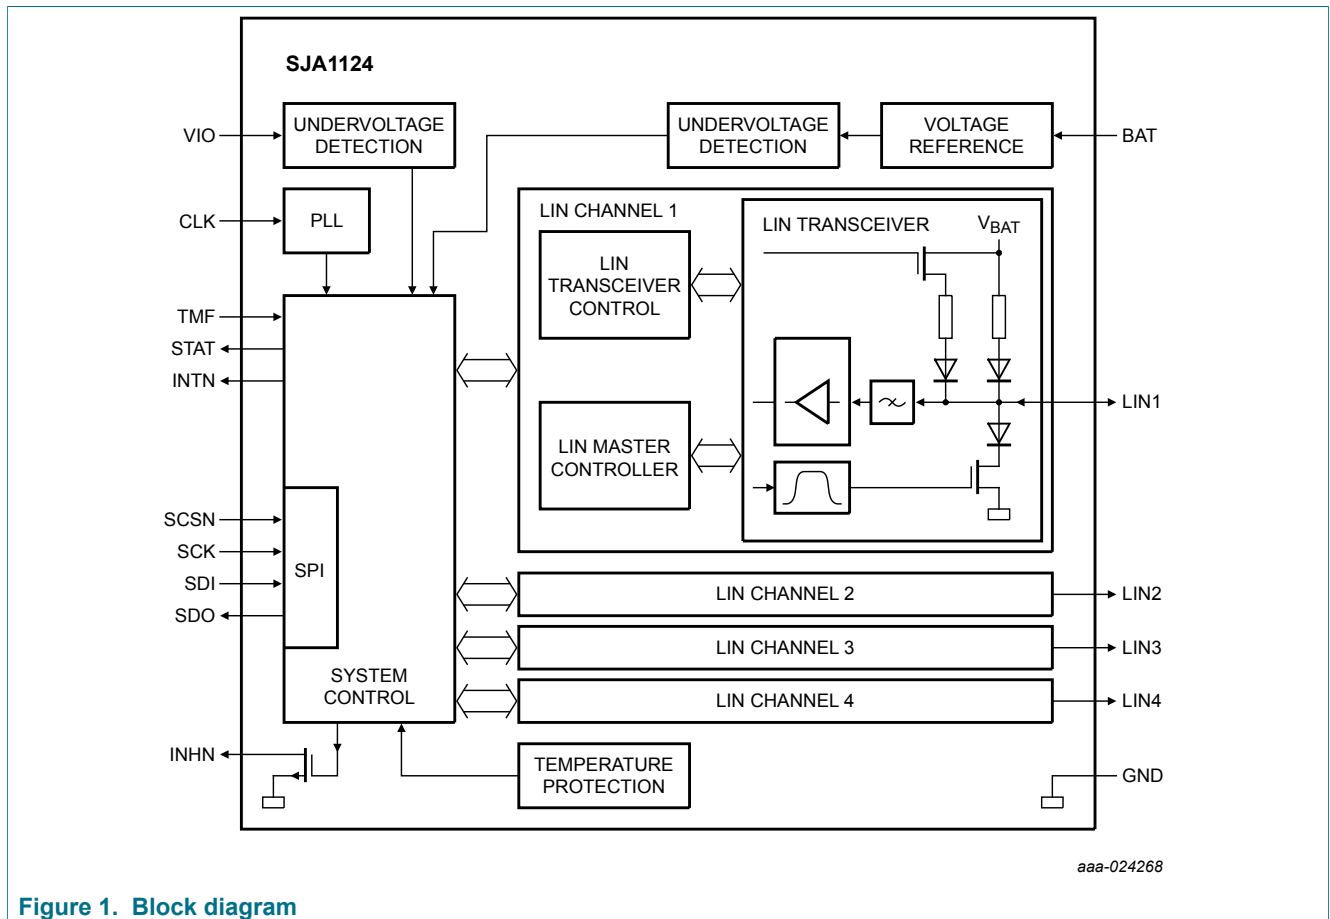 SJA1124
VIO
UNDERVOLTAGE
DETECTION
UNDERVOLTAGE
DETECTION
VOLTAGE
REFERENCE
BAT
CLK
PLL
LIN CHANNEL 1
LIN TRANSCEIVER
VBAT
LIN
TRANSCEIVER
CONTROL
TMF
STAT
INTN
LIN1
LIN MASTER
CONTROLLER
SCSN
SCK
SDI
SDO
SPI
LIN CHANNEL 2
LIN2
LIN CHANNEL 3
LIN3
SYSTEM
CONTROL
LIN CHANNEL 4
LIN4
INHN
TEMPERATURE
PROTECTION
GND
aaa-024268
Figure 1. Block diagram